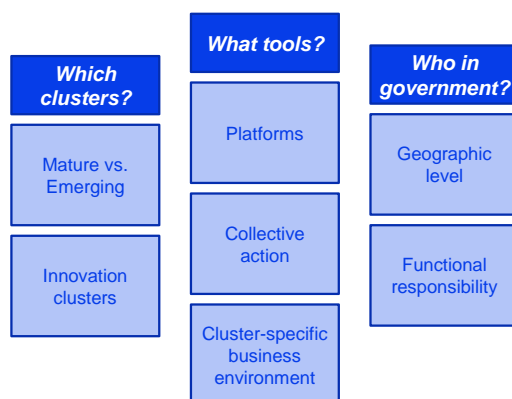 Which
clusters?
Mature vs.
Emerging
Innovation
clusters
What tools?
Platforms
Collective
action
Cluster-specific
business
environment
Who in
government?
Geographic
level
Functional
responsibility